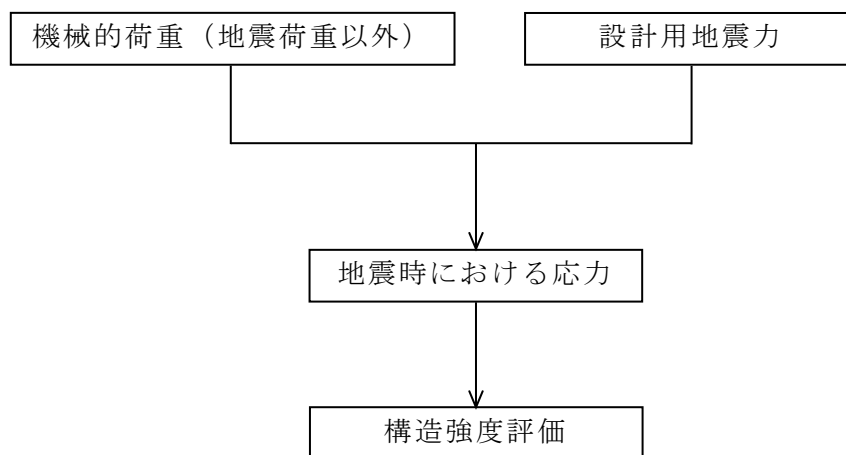 機械的荷重（地震荷重以外）
設計用地震力
地震時における応力
構造強度評価